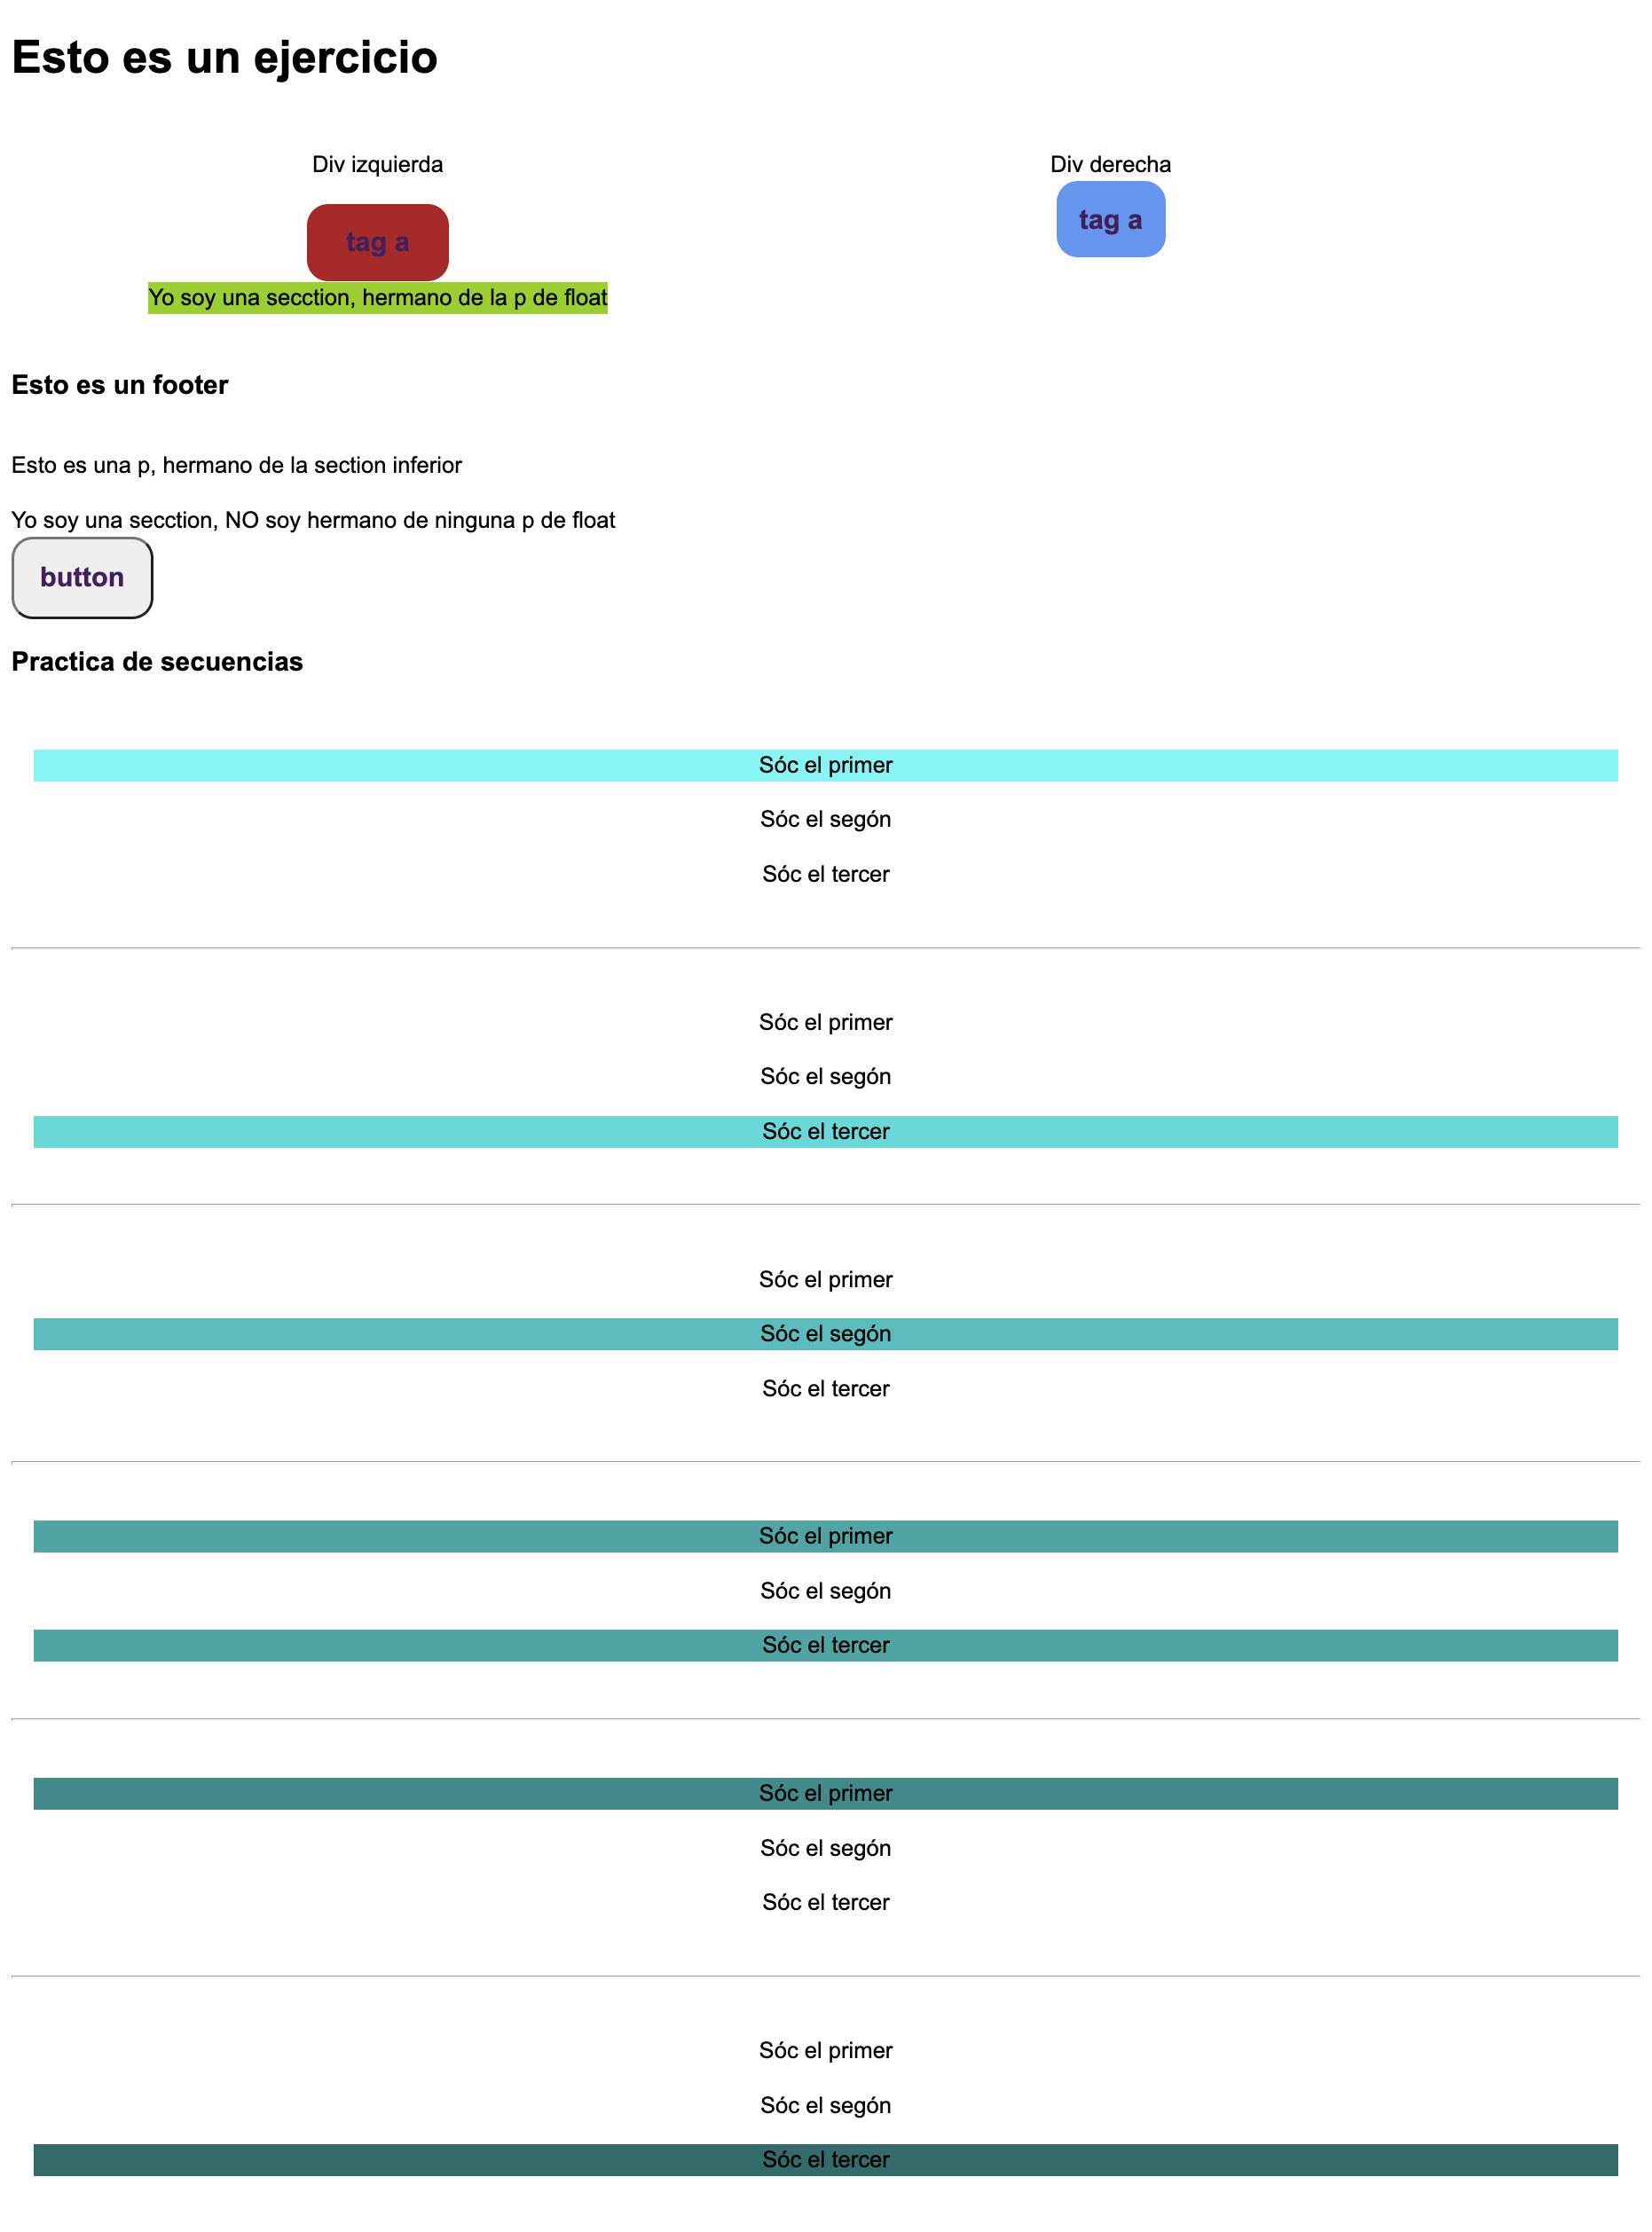 Esto es un ejercicio
Div izquierda
tag a
Yo soy una secction, hermano de la p de float
Div derecha
tag a
Esto es un footer
Esto es una p, hermano de la section inferior
Yo soy una secction, NO soy hermano de ninguna p de float
button
Practica de secuencias
Sóc el primer
Sóc el segón
Sóc el tercer
Sóc el primer
Sóc el segón
Sóc el tercer
Sóc el primer
Sóc el segón
Sóc el tercer
Sóc el primer
Sóc el segón
Sóc el tercer
Sóc el primer
Sóc el segón
Sóc el tercer
Sóc el primer
Sóc el segón
Sóc el tercer